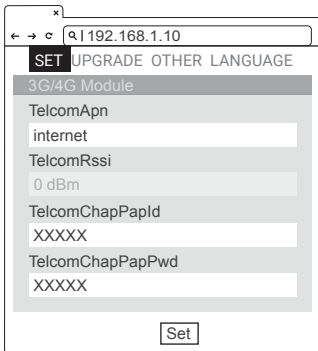 ×
192.168.1.10
SET UPGRADE OTHER LANGUAGE
3G/4G Module
TelcomApn
internet
TelcomRssi
0 dBm
TelcomChapPapId
XXXXX
TelcomChapPapPwd
XXXXX
Set